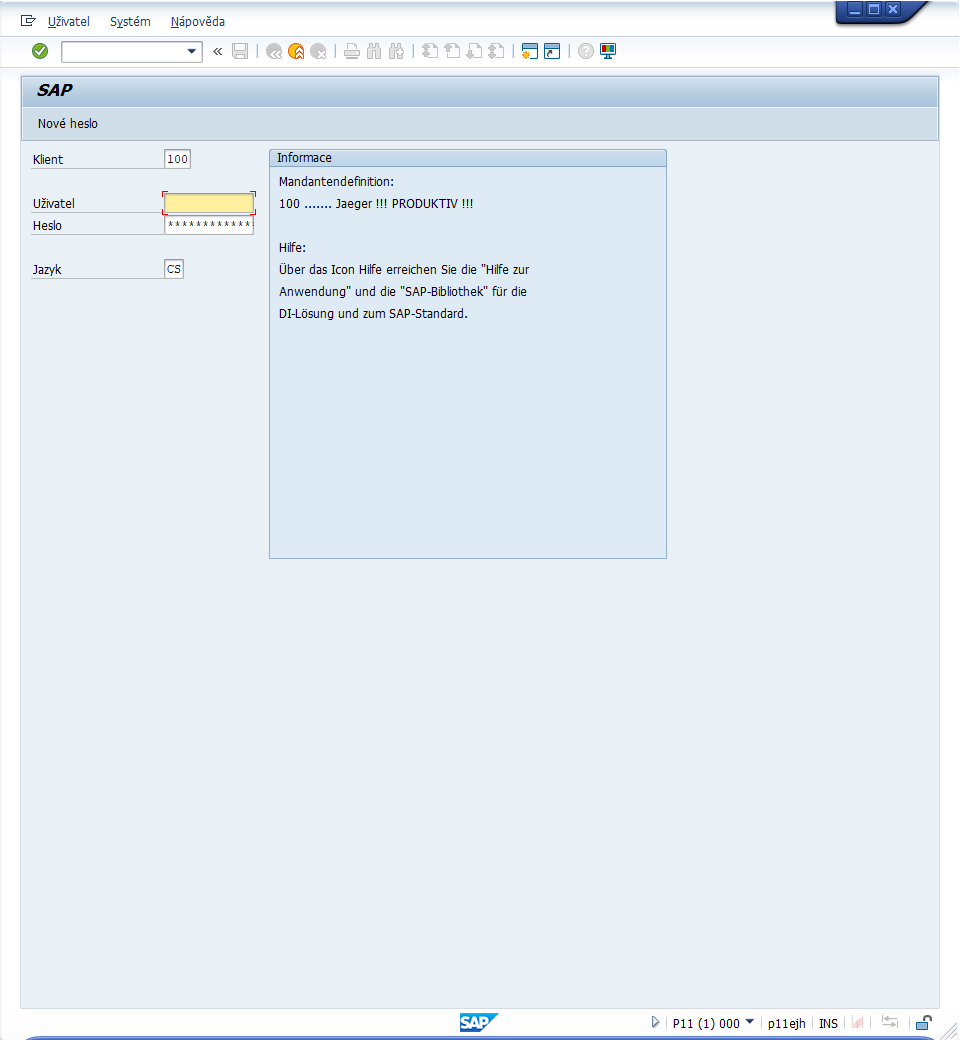 Uživatel Systém Nápověda
SAP
Nové heslo
Klient 100
Uživatel
Heslo ************
Jazyk CS
Informace
Mandantendefinition:
100 ....... Jaeger !!! PRODUKTIV !!!
Hilfe:
Über das Icon Hilfe erreichen Sie die "Hilfe zur
Anwendung" und die "SAP-Bibliothek" für die
DI-Lösung und zum SAP-Standard.
SAP P11 (1) 000 p11ejh INS